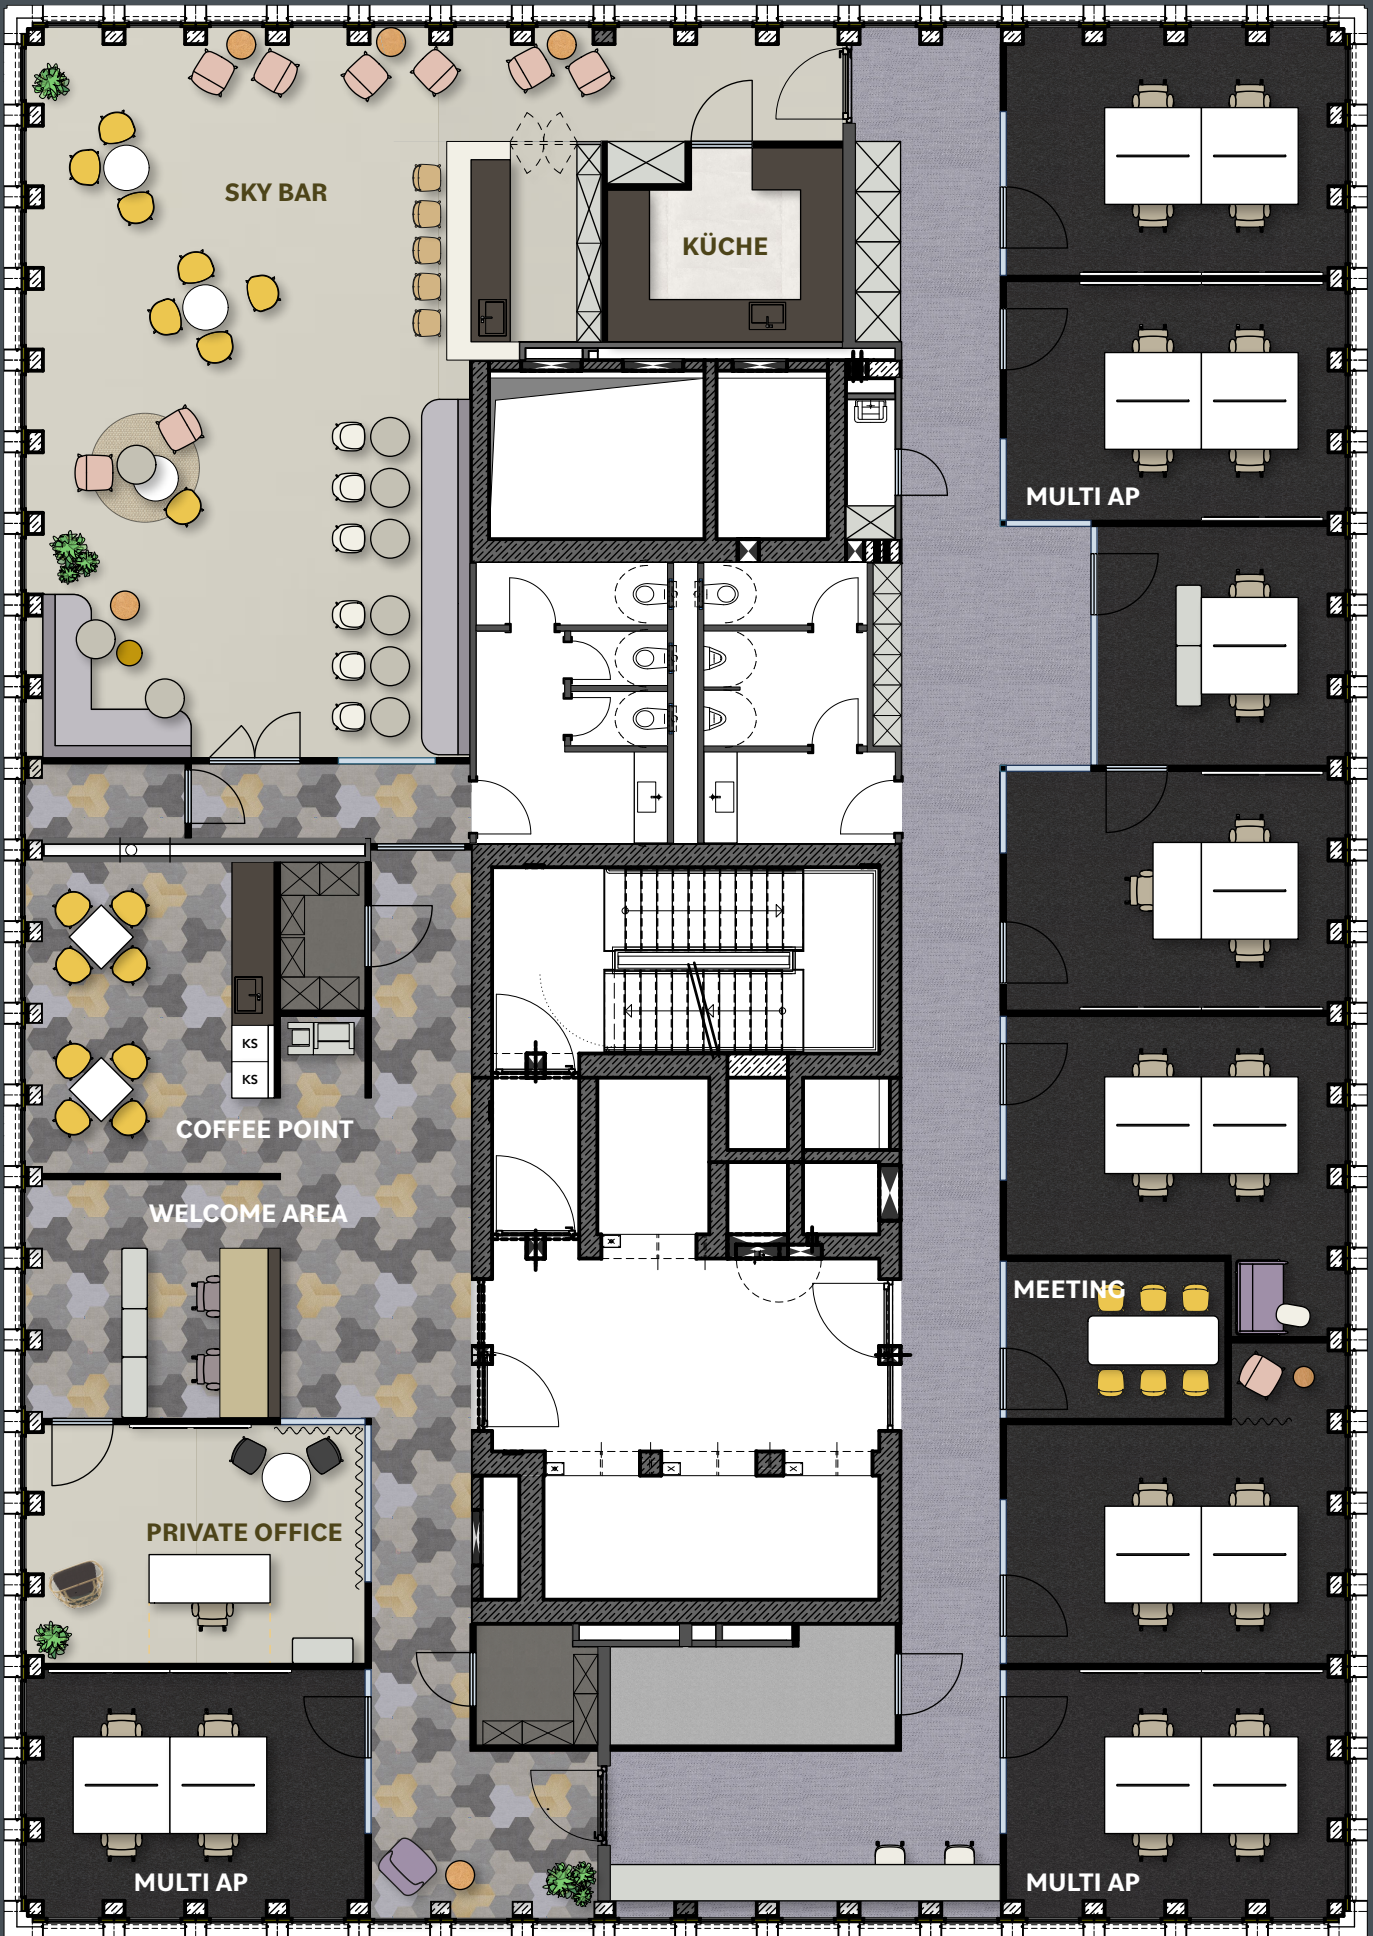 SKY BAR
KÜCHE
MULTI AP
KS
KS
COFFEE POINT
WELCOME AREA
MEETING
PRIVATE OFFICE
MULTI AP
MULTI AP